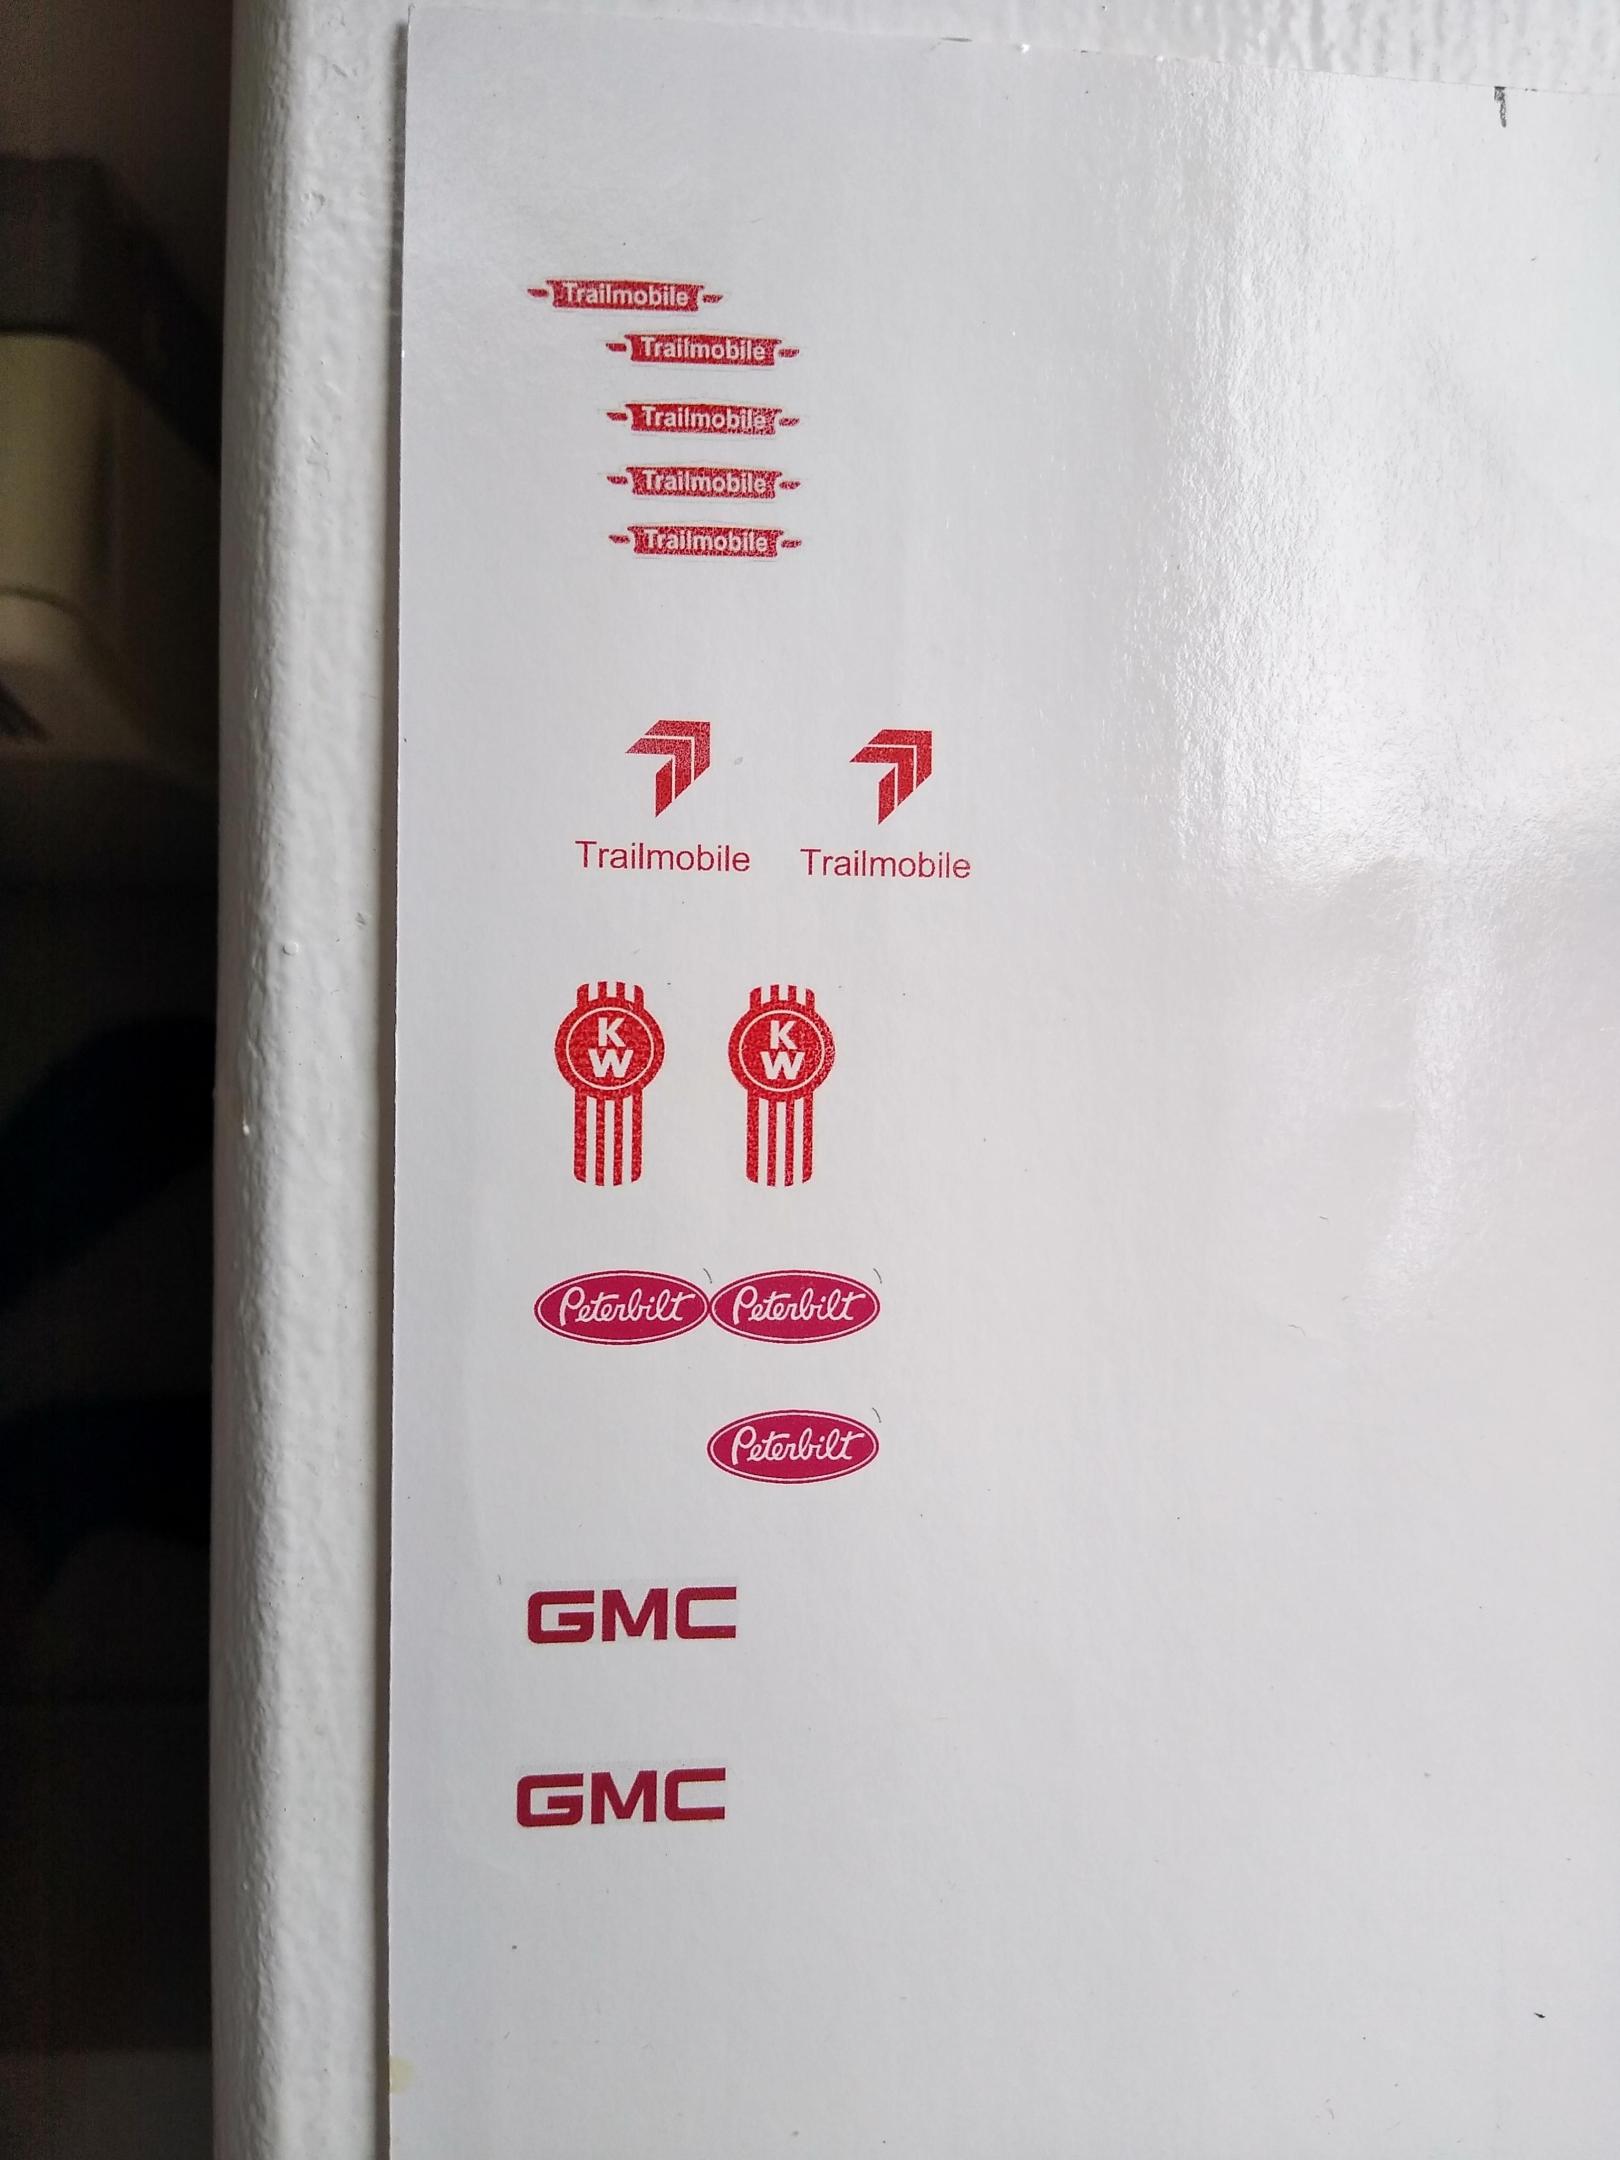 Trailmobile
Trailmobile
Trailmobile
Trailmobile
Trailmobile
Trailmobile Trailmobile
K K
W W
Peterbilt Peterbilt
Peterbilt
GMC
GMC